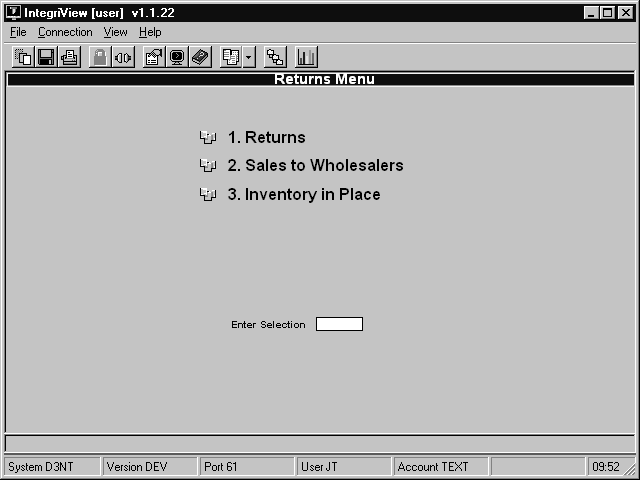 IntegriView [user] v1.1.22
File Connection View Help
Returns Menu
1. Returns
2. Sales to Wholesalers
3. Inventory in Place
Enter Selection
System D3NT Version DEV Port 61 User JT Account TEXT 09:52